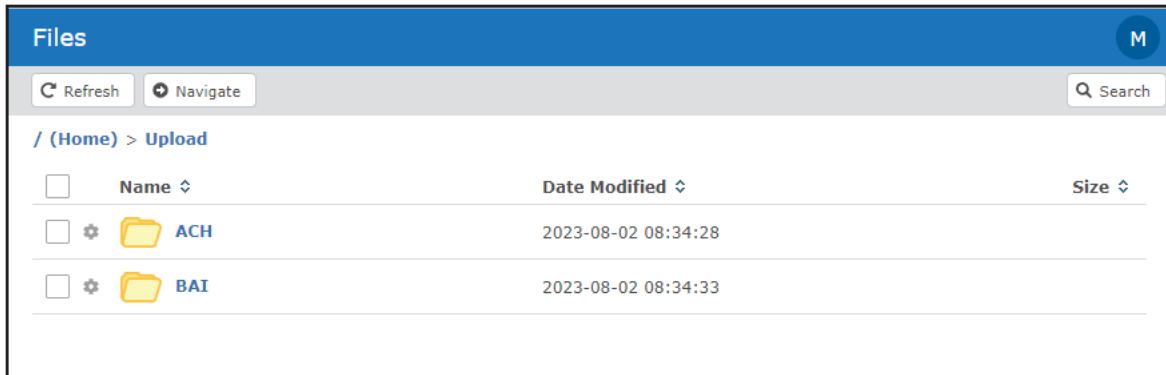 Files
M
Refresh Navigate Search
/ (Home) > Upload
Name Date Modified Size
ACH 2023-08-02 08:34:28
BAI 2023-08-02 08:34:33